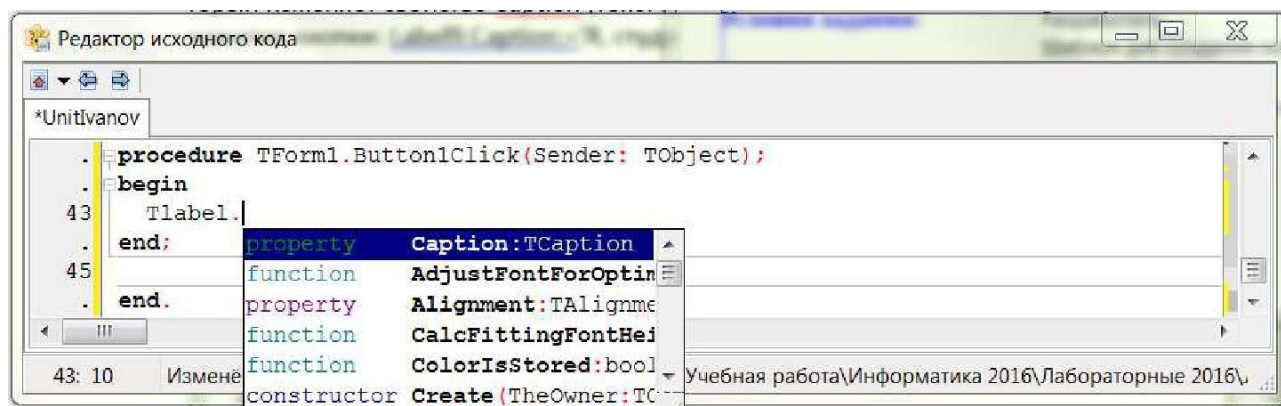 Редактор исходного кода
*UnitIvanov
. procedure TForm1.Button1Click(Sender: TObject);
. begin
43 Tlabel.
. end;
property Caption:TCaption
45
function AdjustFontForOptim
. end.
property Alignment:TAlignme
function CalcFittingFontHei
function ColorIsStored:bool
43: 10 Изменё Учебная работа\Информатика 2016\Лабораторные 2016\
constructor Create(TheOwner:TC